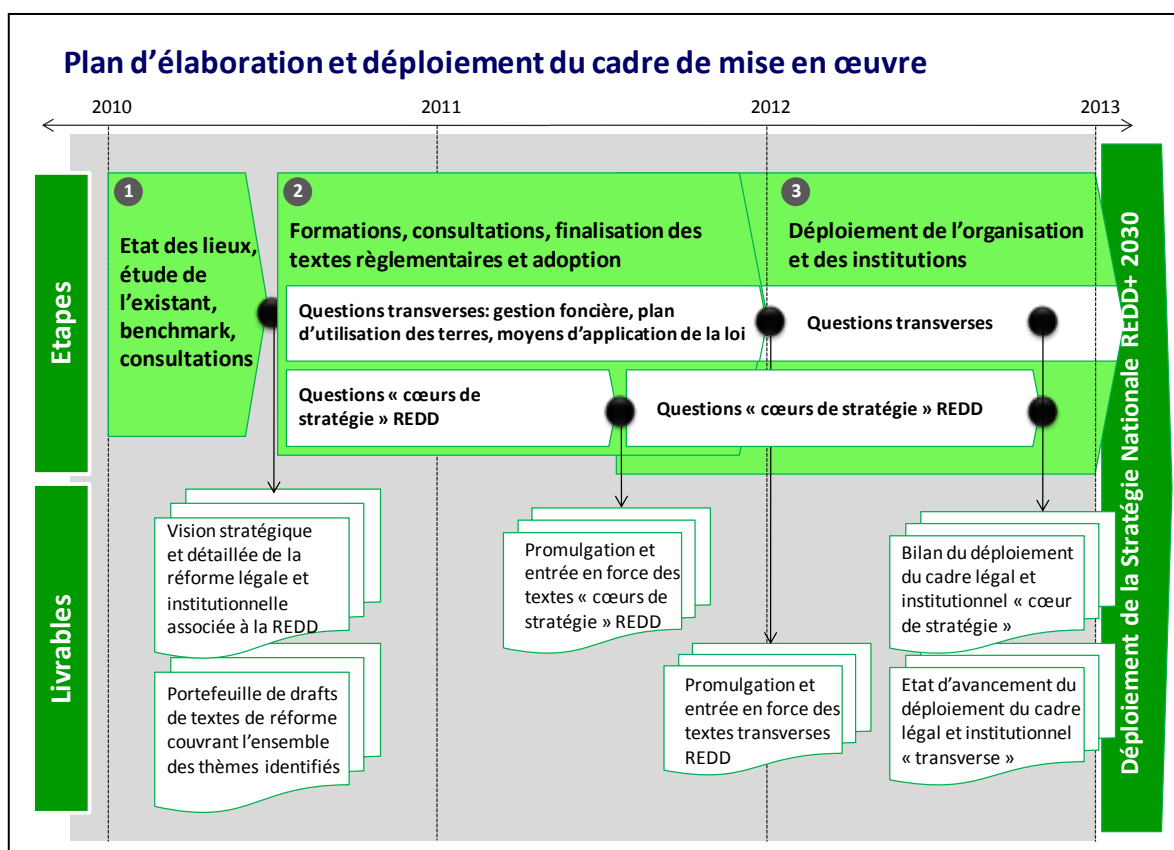 Plan d’élaboration et déploiement du cadre de mise en œuvre
2010
2011
2012
2013
Etapes
1
Etat des lieux,
étude de
l’existant,
benchmark,
consultations
2
Formations, consultations, finalisation des
textes règlementaires et adoption
Questions transverses: gestion foncière, plan
d’utilisation des terres, moyens d’application de la loi
Questions « cœurs de
stratégie » REDD
3
Déploiement de l’organisation
et des institutions
Questions transverses
Questions « cœurs de stratégie » REDD
Livrables
Vision stratégique
et détaillée de la
réforme légale et
institutionnelle
associée à la REDD
Portefeuille de drafts
de textes de réforme
couvrant l’ensemble
des thèmes identifiés
Promulgation et
entrée en force des
textes « cœurs de
stratégie » REDD
Promulgation et
entrée en force des
textes transverses
REDD
Bilan du déploiement
du cadre légal et
institutionnel « cœur
de stratégie »
Etat d’avancement du
déploiement du cadre
légal et institutionnel
« transverse »
Déploiement de la Stratégie Nationale REDD+ 2030